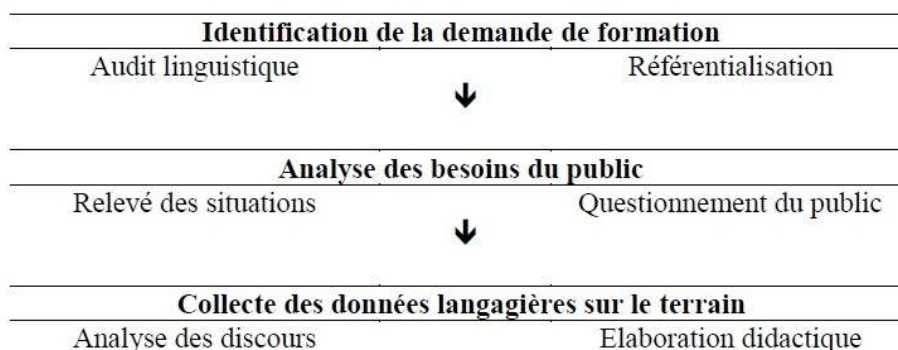 Identification de la demande de formation
Audit linguistique Référentialisation
Analyse des besoins du public
Relevé des situations Questionnement du public
Collecte des données langagières sur le terrain
Analyse des discours Elaboration didactique